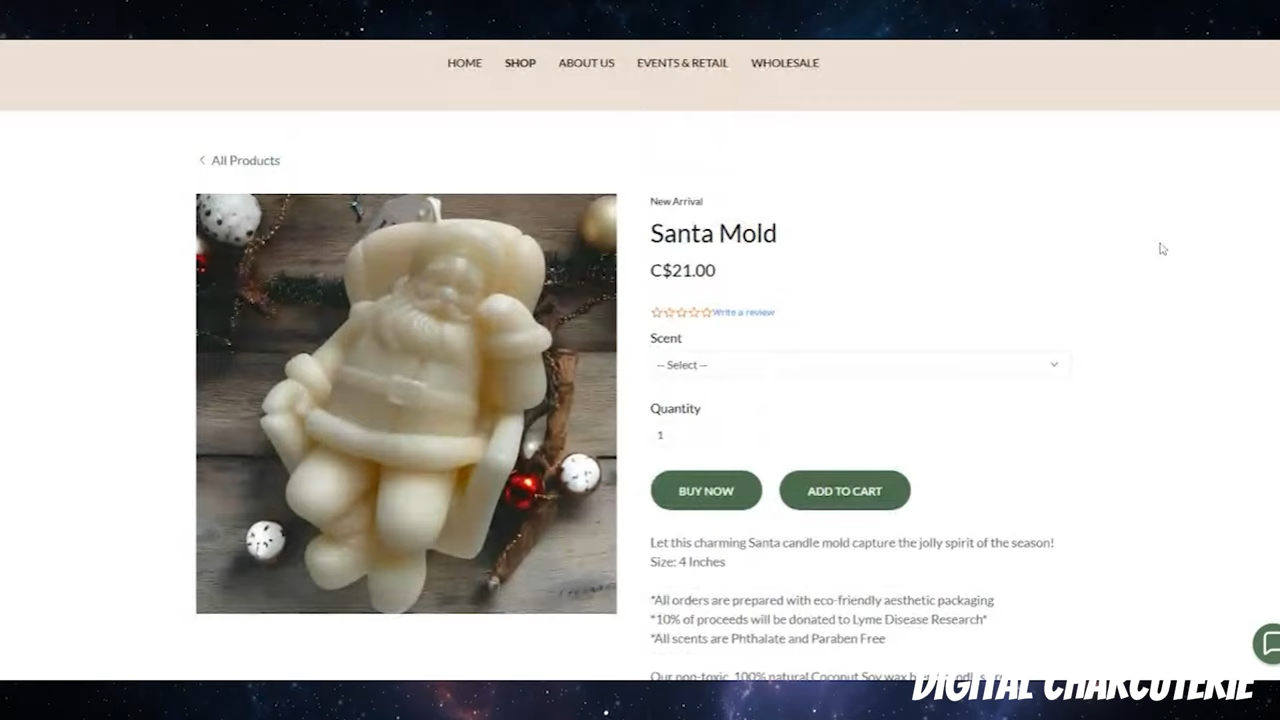 HOME SHOP ABOUT US EVENTS & RETAIL WHOLESALE
All Products
New Arrival
Santa Mold
C$21.00
Write a review
Scent
-- Select --
Quantity
1
BUY NOW ADD TO CART
Let this charming Santa candle mold capture the jolly spirit of the season!
Size: 4 Inches
*All orders are prepared with eco-friendly aesthetic packaging
*10% of proceeds will be donated to Lyme Disease Research*
*All scents are Phthalate and Paraben Free
Our non-toxic, 100% natural Coconut Soy wax
DIGITAL CHARCUTERIE